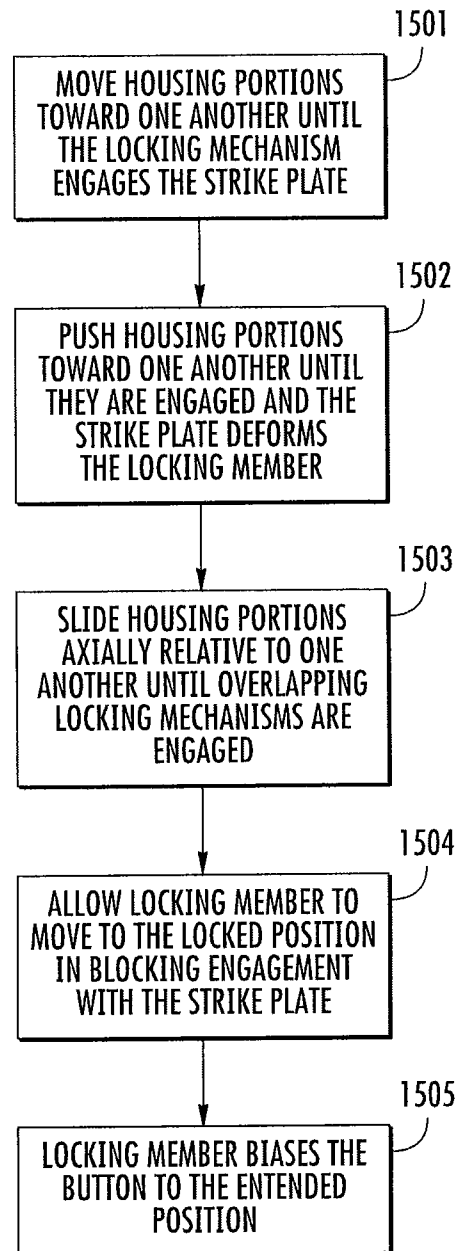 1501
MOVE HOUSING PORTIONS
TOWARD ONE ANOTHER UNTIL
THE LOCKING MECHANISM
ENGAGES THE STRIKE PLATE
1502
PUSH HOUSING PORTIONS
TOWARD ONE ANOTHER UNTIL
THEY ARE ENGAGED AND THE
STRIKE PLATE DEFORMS
THE LOCKING MEMBER
1503
SLIDE HOUSING PORTIONS
AXIALLY RELATIVE TO ONE
ANOTHER UNTIL OVERLAPPING
LOCKING MECHANISMS ARE
ENGAGED
1504
ALLOW LOCKING MEMBER TO
MOVE TO THE LOCKED POSITION
IN BLOCKING ENGAGEMENT
WITH THE STRIKE PLATE
1505
LOCKING MEMBER BIASES THE
BUTTON TO THE ENTENDED
POSITION